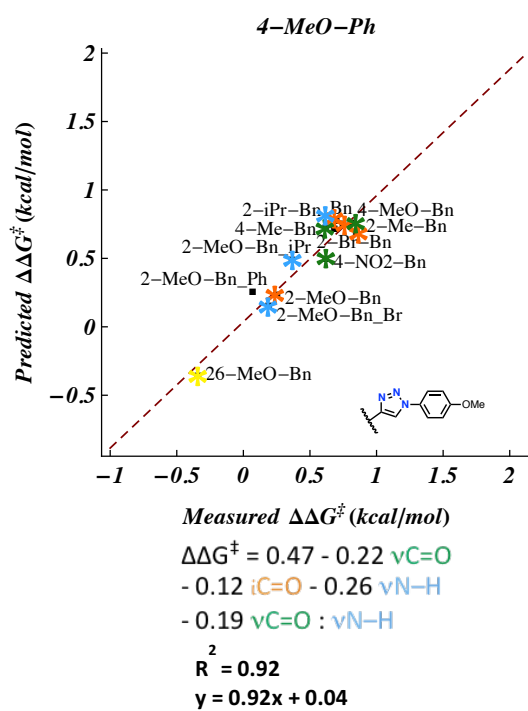 4−MeO−Ph
Predicted ΔΔG‡ (kcal/mol)
2
1.5
1
0.5
0
−0.5
2−iPr−Bn
Bn
4−MeO−Bn
4−Me−Bn
2−Me−Bn
2−Br−Bn
2−MeO−Bn_iPr
4−NO2−Bn
2−MeO−Bn_Ph
2−MeO−Bn
2−MeO−Bn_Br
26−MeO−Bn
N N N OMe
−1 −0.5 0 0.5 1 1.5 2
Measured ΔΔG‡ (kcal/mol)
ΔΔG‡ = 0.47 - 0.22 νC=O
- 0.12 iC=O - 0.26 νN–H
- 0.19 νC=O : νN–H
R² = 0.92
y = 0.92x + 0.04